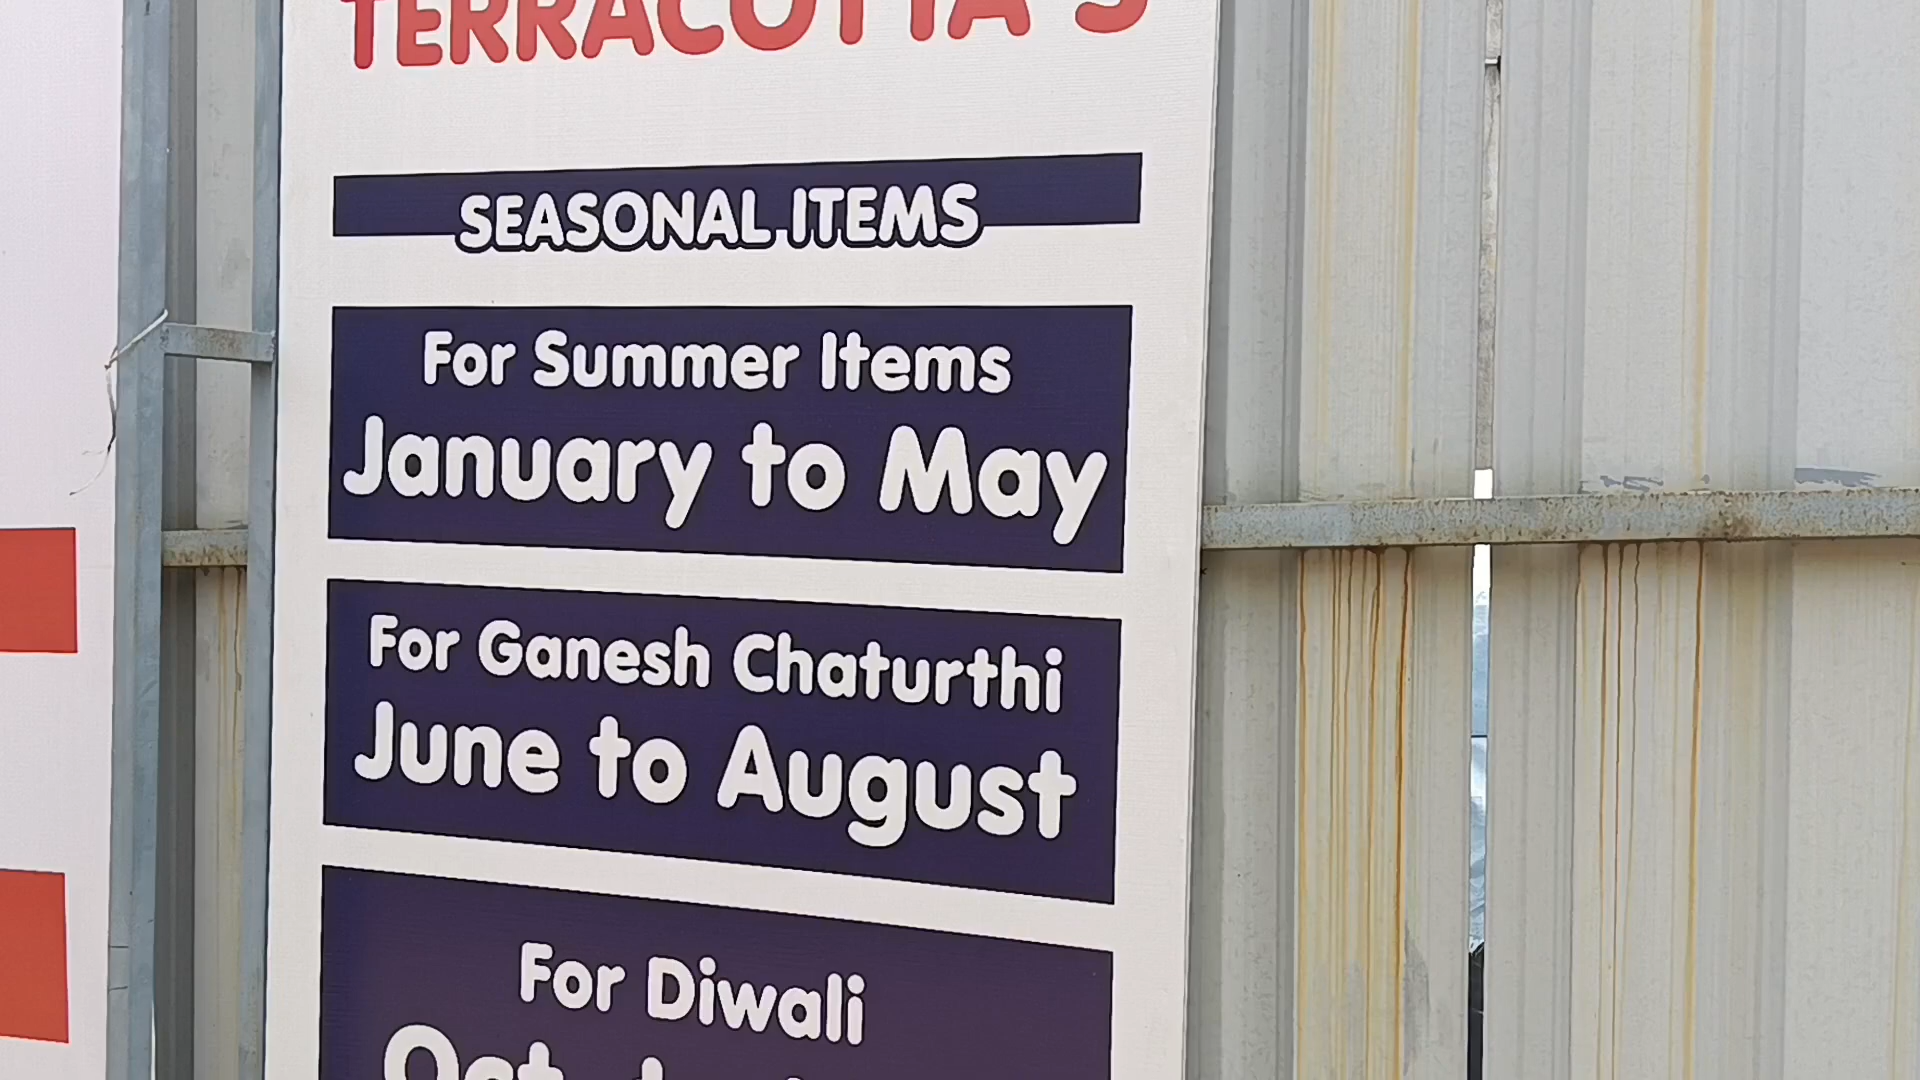 TERRACOTTA'S
SEASONAL ITEMS
For Summer Items
January to May
For Ganesh Chaturthi
June to August
For Diwali